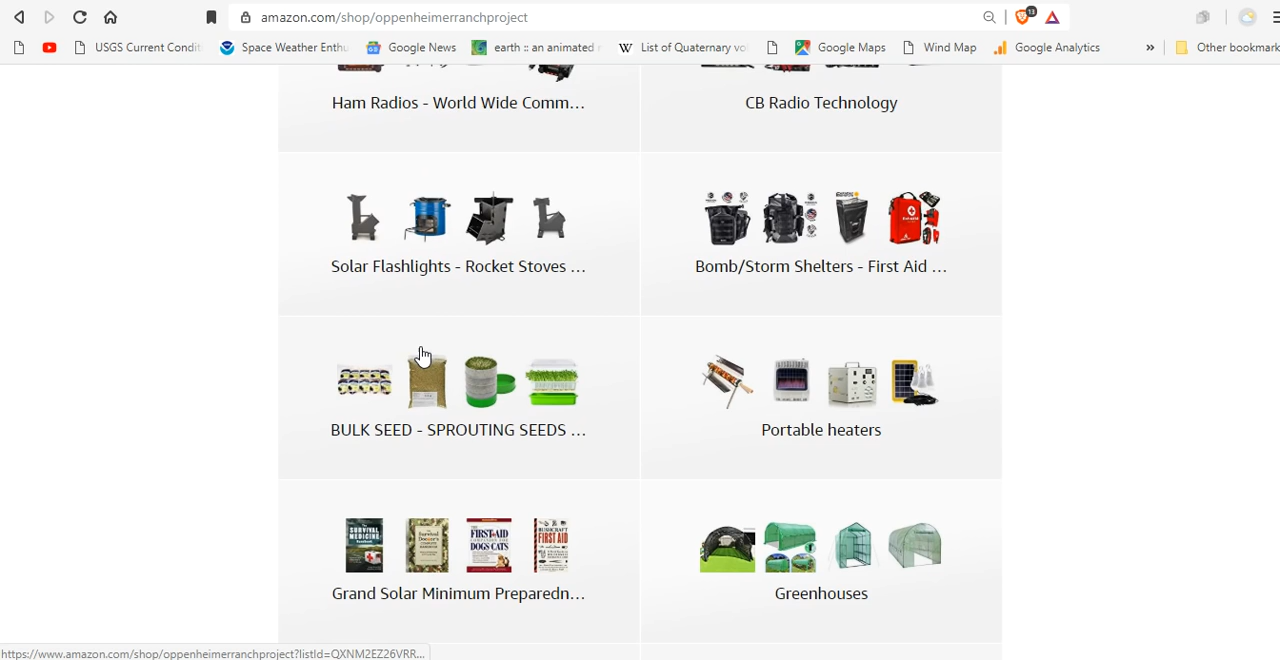 amazon.com/shop/oppenheimerranchproject
13
USGS Current Condit
Space Weather Enthu
Google News
earth :: an animated
List of Quaternary vo
Google Maps
Wind Map
Google Analytics
»
Other bookmark
Ham Radios - World Wide Comm...
CB Radio Technology
Solar Flashlights - Rocket Stoves ...
Bomb/Storm Shelters - First Aid ...
BULK SEED - SPROUTING SEEDS ...
Portable heaters
Grand Solar Minimum Preparedn...
Greenhouses
https://www.amazon.com/shop/oppenheimerranchproject?listId=QXNM2EZ26VRR...